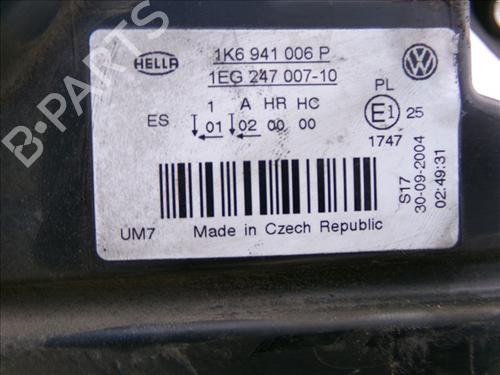 HELLA
1K6 941 006 P
1EG 247 007-10
1 A HR HC
ES 01 02 00 00
PL
E1 25
1747
S17
30-09-2004
02:49:31
UM7 Made in Czech Republic